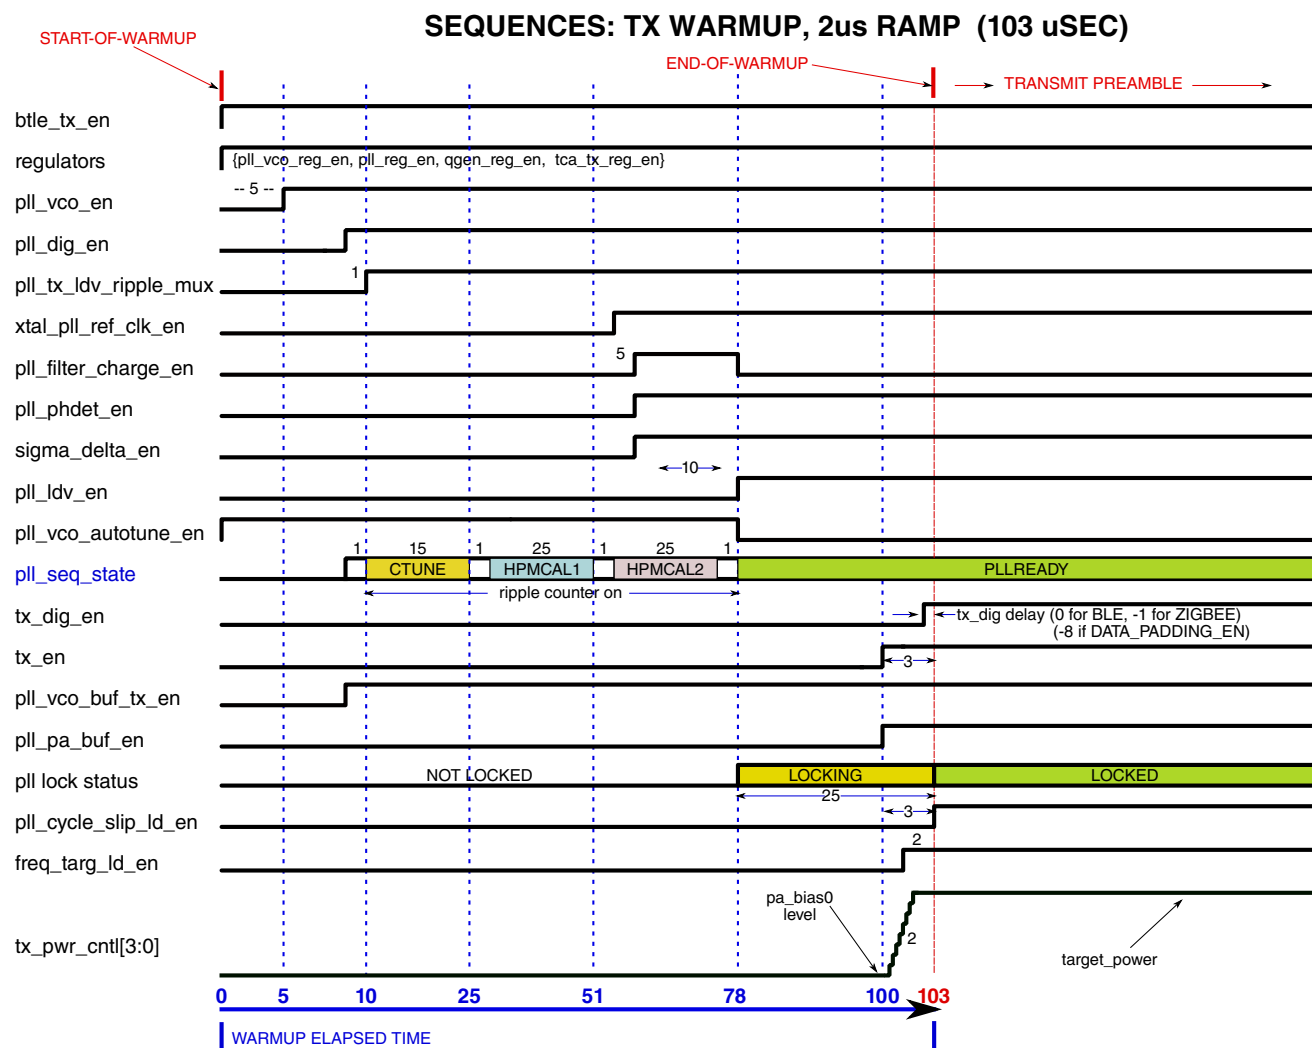 SEQUENCES: TX WARMUP, 2us RAMP (103 uSEC)
START-OF-WARMUP
END-OF-WARMUP
TRANSMIT PREAMBLE
btle_tx_en
regulators
{pll_vco_reg_en, pll_reg_en, qgen_reg_en, tca_tx_reg_en}
-- 5 --
pll_vco_en
pll_dig_en
1
pll_tx_ldv_ripple_mux
xtal_pll_ref_clk_en
5
pll_filter_charge_en
pll_phdet_en
sigma_delta_en
10
pll_ldv_en
pll_vco_autotune_en
1 15 1 25 1 25 1
pll_seq_state
CTUNE HPMCAL1 HPMCAL2 PLLREADY
ripple counter on
tx_dig_en
tx_dig delay (0 for BLE, -1 for ZIGBEE)
(-8 if DATA_PADDING_EN)
tx_en
3
pll_vco_buf_tx_en
pll_pa_buf_en
pll lock status
NOT LOCKED LOCKING LOCKED
25
3
pll_cycle_slip_ld_en
2
freq_targ_ld_en
pa_bias0
level
2
tx_pwr_cntl[3:0]
target_power
0 5 10 25 51 78 100 103
WARMUP ELAPSED TIME